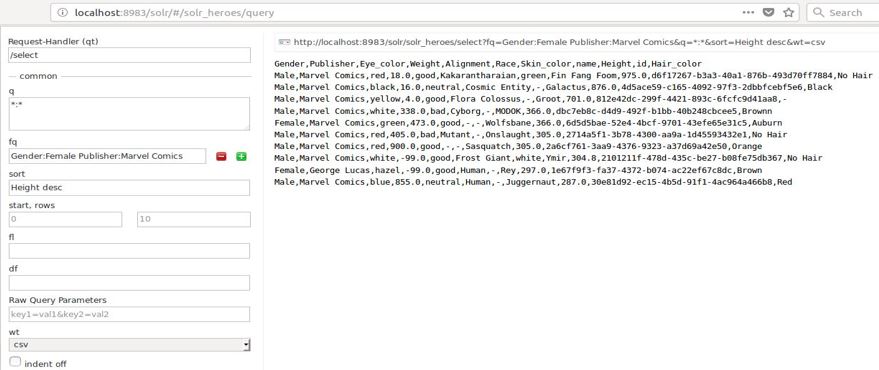 localhost:8983/solr/#/solr_heroes/query
Search
Request-Handler (qt)
/select
common
q
*:*
fq
Gender:Female Publisher:Marvel Comics
sort
Height desc
start, rows
0 10
fl
df
Raw Query Parameters
key1=val1&key2=val2
wt
csv
indent off
http://localhost:8983/solr/solr_heroes/select?fq=Gender:Female Publisher:Marvel Comics&q=*:*&sort=Height desc&wt=csv
Gender,Publisher,Eye_color,Weight,Alignment,Race,Skin_color,name,Height,id,Hair_color
Male,Marvel Comics,red,18.0,good,Kakarantharaian,green,Fin Fang Foom,975.0,d6f17267-b3a3-40a1-876b-493d70ff7884,No Hair
Male,Marvel Comics,black,16.0,neutral,Cosmic Entity,-,Galactus,876.0,4d5ace59-c165-4092-97f3-2dbbfcebf5e6,Black
Male,Marvel Comics,yellow,4.0,good,Flora Colossus,-,Groot,701.0,812e42dc-299f-4421-893c-6fcfc9d41aa8,-
Male,Marvel Comics,white,338.0,bad,Cyborg,-,MODOK,366.0,dbc7eb8c-d4d9-492f-b1bb-40b248cbcee5,Brownn
Female,Marvel Comics,green,473.0,good,-,-,Wolfsbane,366.0,6d5d5bae-52e4-4bcf-9701-43efe65e31c5,Auburn
Male,Marvel Comics,red,405.0,bad,Mutant,-,Onslaught,305.0,2714a5f1-3b78-4300-aa9a-1d45593432e1,No Hair
Male,Marvel Comics,red,900.0,good,-,-,Sasquatch,305.0,2a6cf761-3aa9-4376-9323-a37d69a42e50,Orange
Male,Marvel Comics,white,-99.0,good,Frost Giant,white,Ymir,304.8,2101211f-478d-435c-be27-b08fe75db367,No Hair
Female,George Lucas,hazel,-99.0,good,Human,-,Rey,297.0,1e67f9f3-fa37-4372-b074-ac22ef67c8dc,Brown
Male,Marvel Comics,blue,855.0,neutral,Human,-,Juggernaut,287.0,30e81d92-ec15-4b5d-91f1-4ac964a466b8,Red